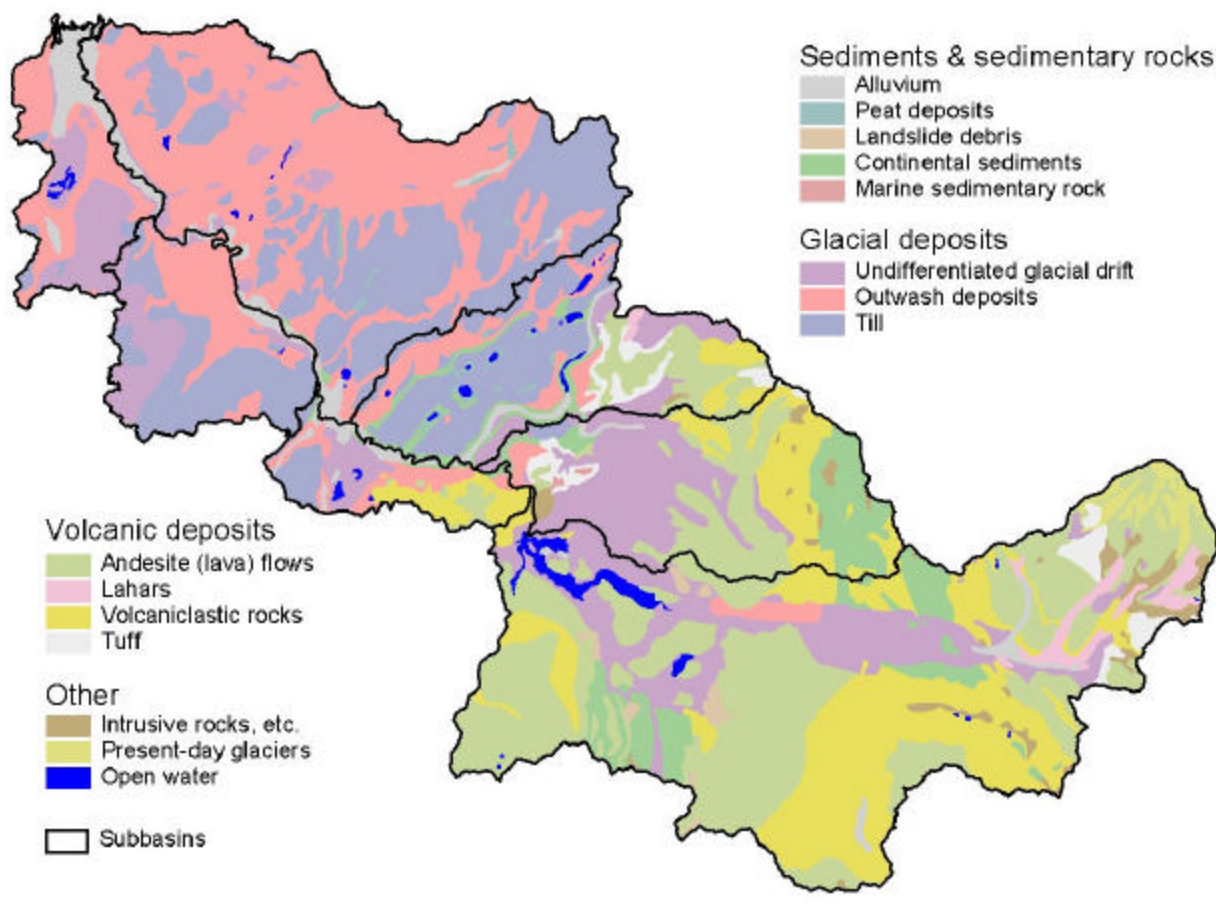 Sediments & sedimentary rocks
Alluvium
Peat deposits
Landslide debris
Continental sediments
Marine sedimentary rock
Glacial deposits
Undifferentiated glacial drift
Outwash deposits
Till
Volcanic deposits
Andesite (lava) flows
Lahars
Volcaniclastic rocks
Tuff
Other
Intrusive rocks, etc.
Present-day glaciers
Open water
Subbasins